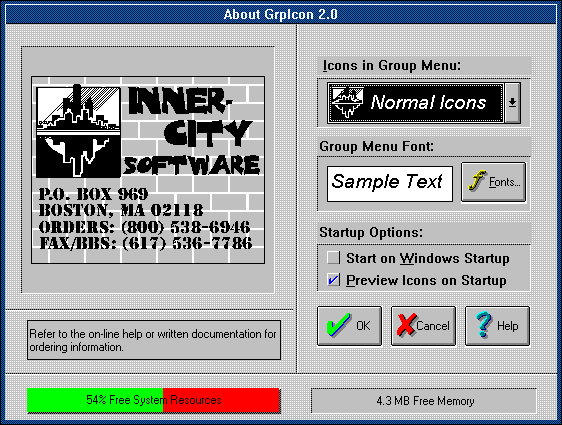 About GrpIcon 2.0
INNER-
CITY
SOFTWARE
P.O. BOX 969
BOSTON, MA 02118
ORDERS: (800) 538-6946
FAX/BBS: (617) 536-7786
Refer to the on-line help or written documentation for
ordering information.
Icons in Group Menu:
Normal Icons
Group Menu Font:
Sample Text
Fonts...
Startup Options:
Start on Windows Startup
Preview Icons on Startup
OK
Cancel
Help
54% Free System Resources
4.3 MB Free Memory